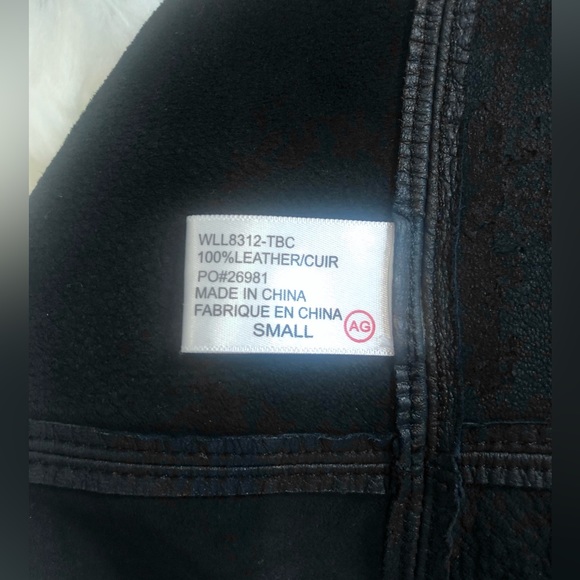 WLL8312-TBC
100%LEATHER/CUIR
PO#26981
MADE IN CHINA
FABRIQUE EN CHINA
SMALL AG